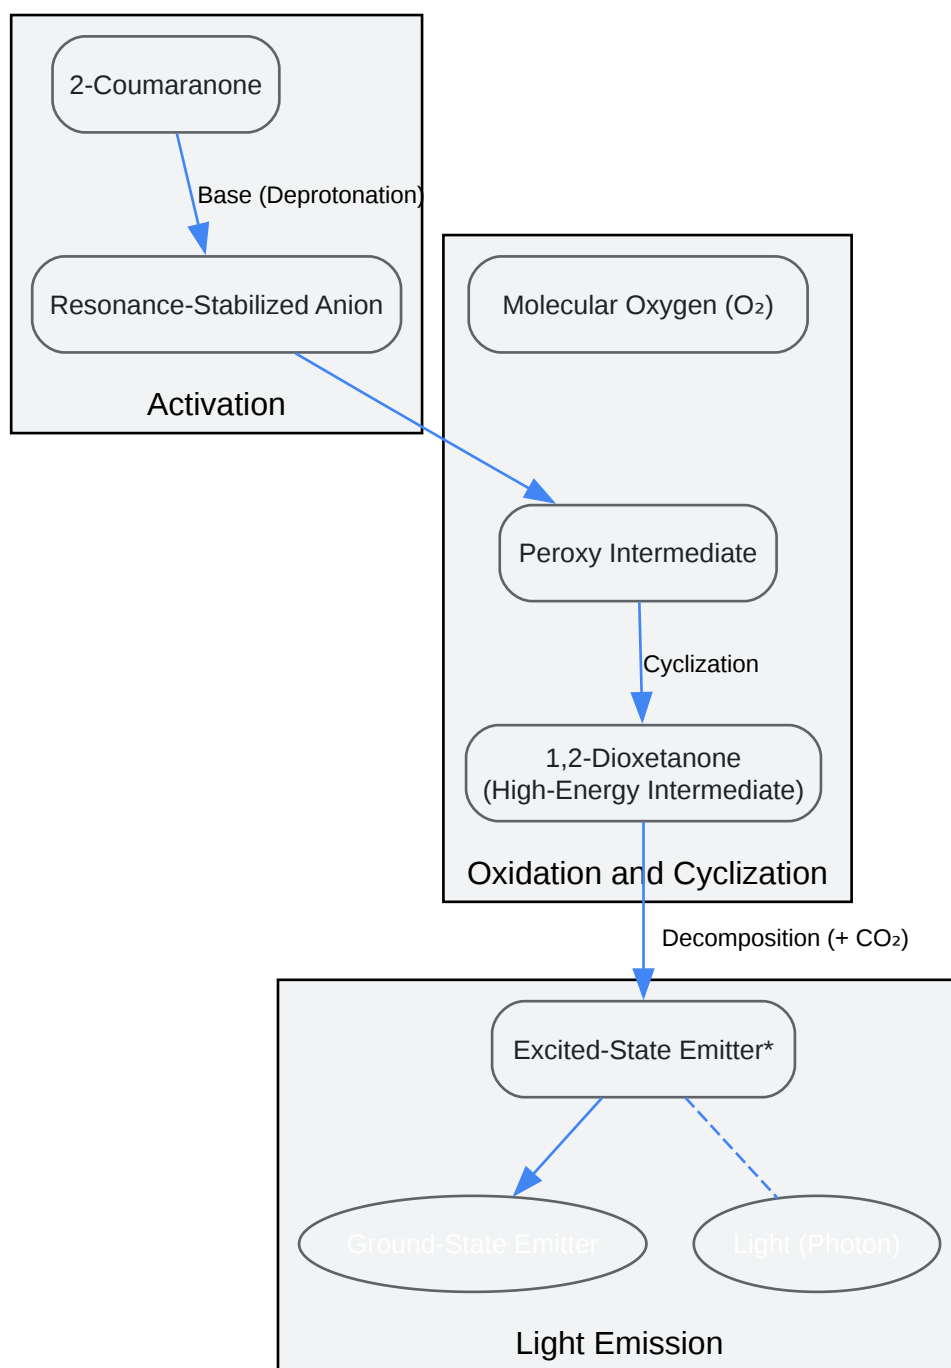 2-Coumaranone
Base (Deprotonation)
Resonance-Stabilized Anion
Activation
Molecular Oxygen (O₂)
Peroxy Intermediate
Cyclization
1,2-Dioxetanone
(High-Energy Intermediate)
Oxidation and Cyclization
Decomposition (+ CO₂)
Excited-State Emitter*
Ground-State Emitter
Light (Photon)
Light Emission